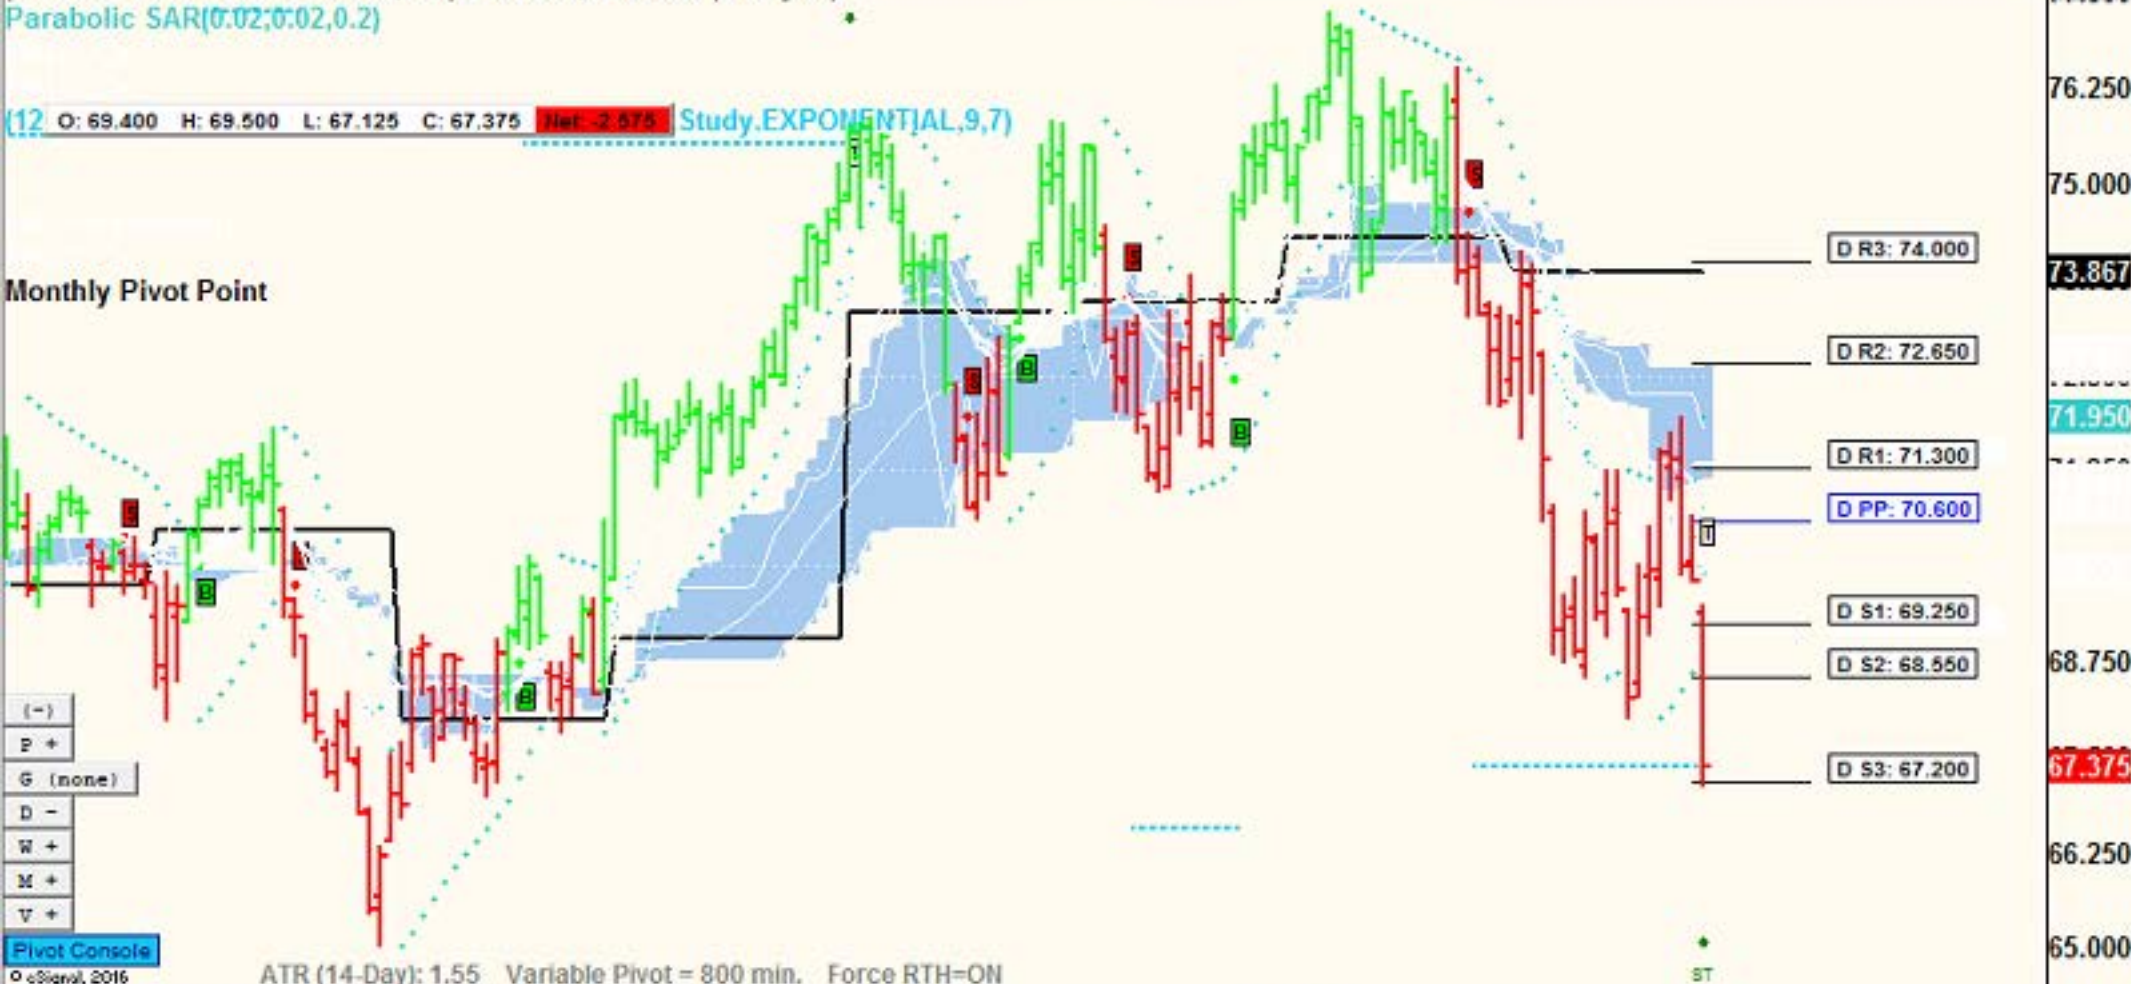 Parabolic SAR(0.02,0.02,0.2)
(12 O: 69.400 H: 69.500 L: 67.125 C: 67.375 Net: -2.575 Study.EXPONENTIAL,9,7)
76.250
T
S
75.000
D R3: 74.000
S
73.867
Monthly Pivot Point
D R2: 72.650
B
S
71.950
B
D R1: 71.300
S
D PP: 70.600
T
B
D S1: 69.250
D S2: 68.550
68.750
B
(-)
P +
G (none)
D S3: 67.200
67.375
D -
W +
66.250
M +
V +
Pivot Console
65.000
© eSignal, 2016
ATR (14-Day): 1.55 Variable Pivot = 800 min. Force RTH=ON
ST